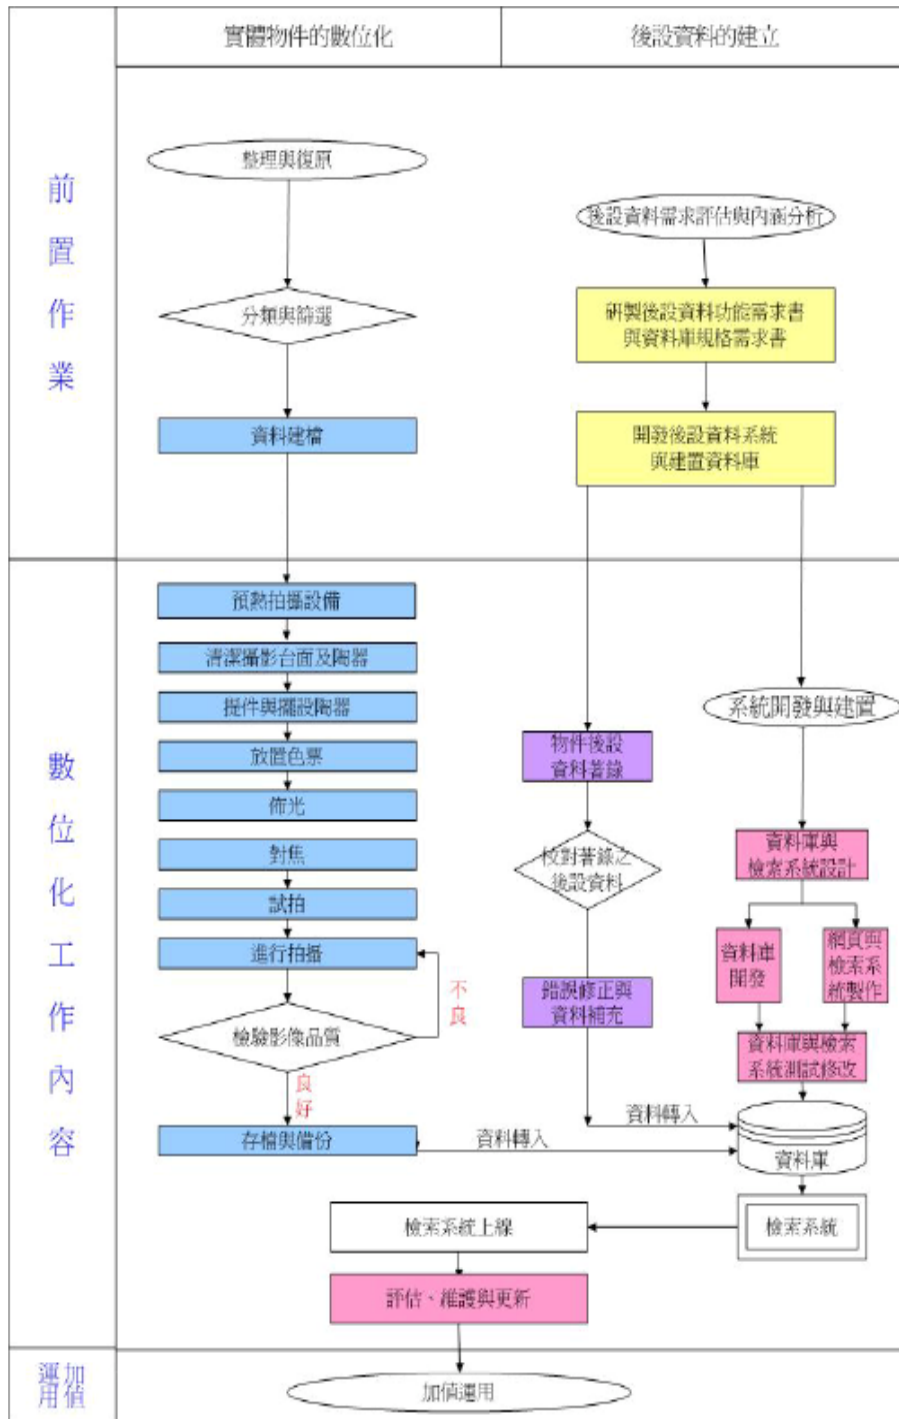 實體物件的數位化
後設資料的建立
前置作業
整理與復原
分類與篩選
資料建檔
後設資料需求評估與內涵分析
研製後設資料功能需求書
與資料庫規格需求書
開發後設資料系統
與建置資料庫
數位化工作內容
預熱拍攝設備
清潔攝影台面及陶器
提件與擺設陶器
放置色票
佈光
對焦
試拍
進行拍攝
不良
檢驗影像品質
良好
存檔與備份
物件後設
資料著錄
校對著錄之
後設資料
錯誤修正與
資料補充
資料轉入
資料轉入
系統開發與建置
資料庫與
檢索系統設計
資料庫
開發
網頁與
檢索系
統製作
資料庫與檢索
系統測試修改
資料庫
檢索系統
檢索系統上線
評估、維護與更新
加值運用
加值運用